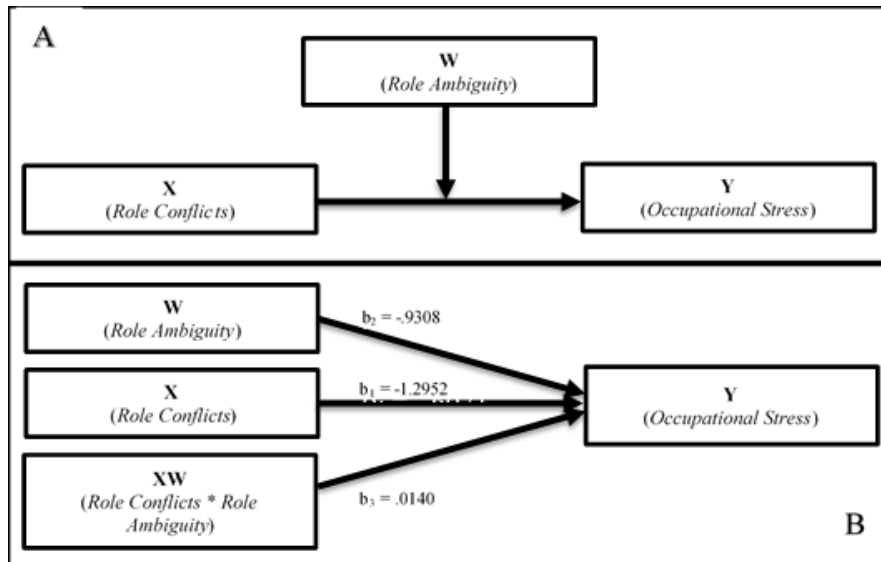 A
W
(Role Ambiguity)
X
(Role Conflicts)
Y
(Occupational Stress)
W
(Role Ambiguity)
b₂ = -.9308
X
(Role Conflicts)
b₁ = -1.2952
Y
(Occupational Stress)
XW
(Role Conflicts * Role
Ambiguity)
b₃ = .0140
B